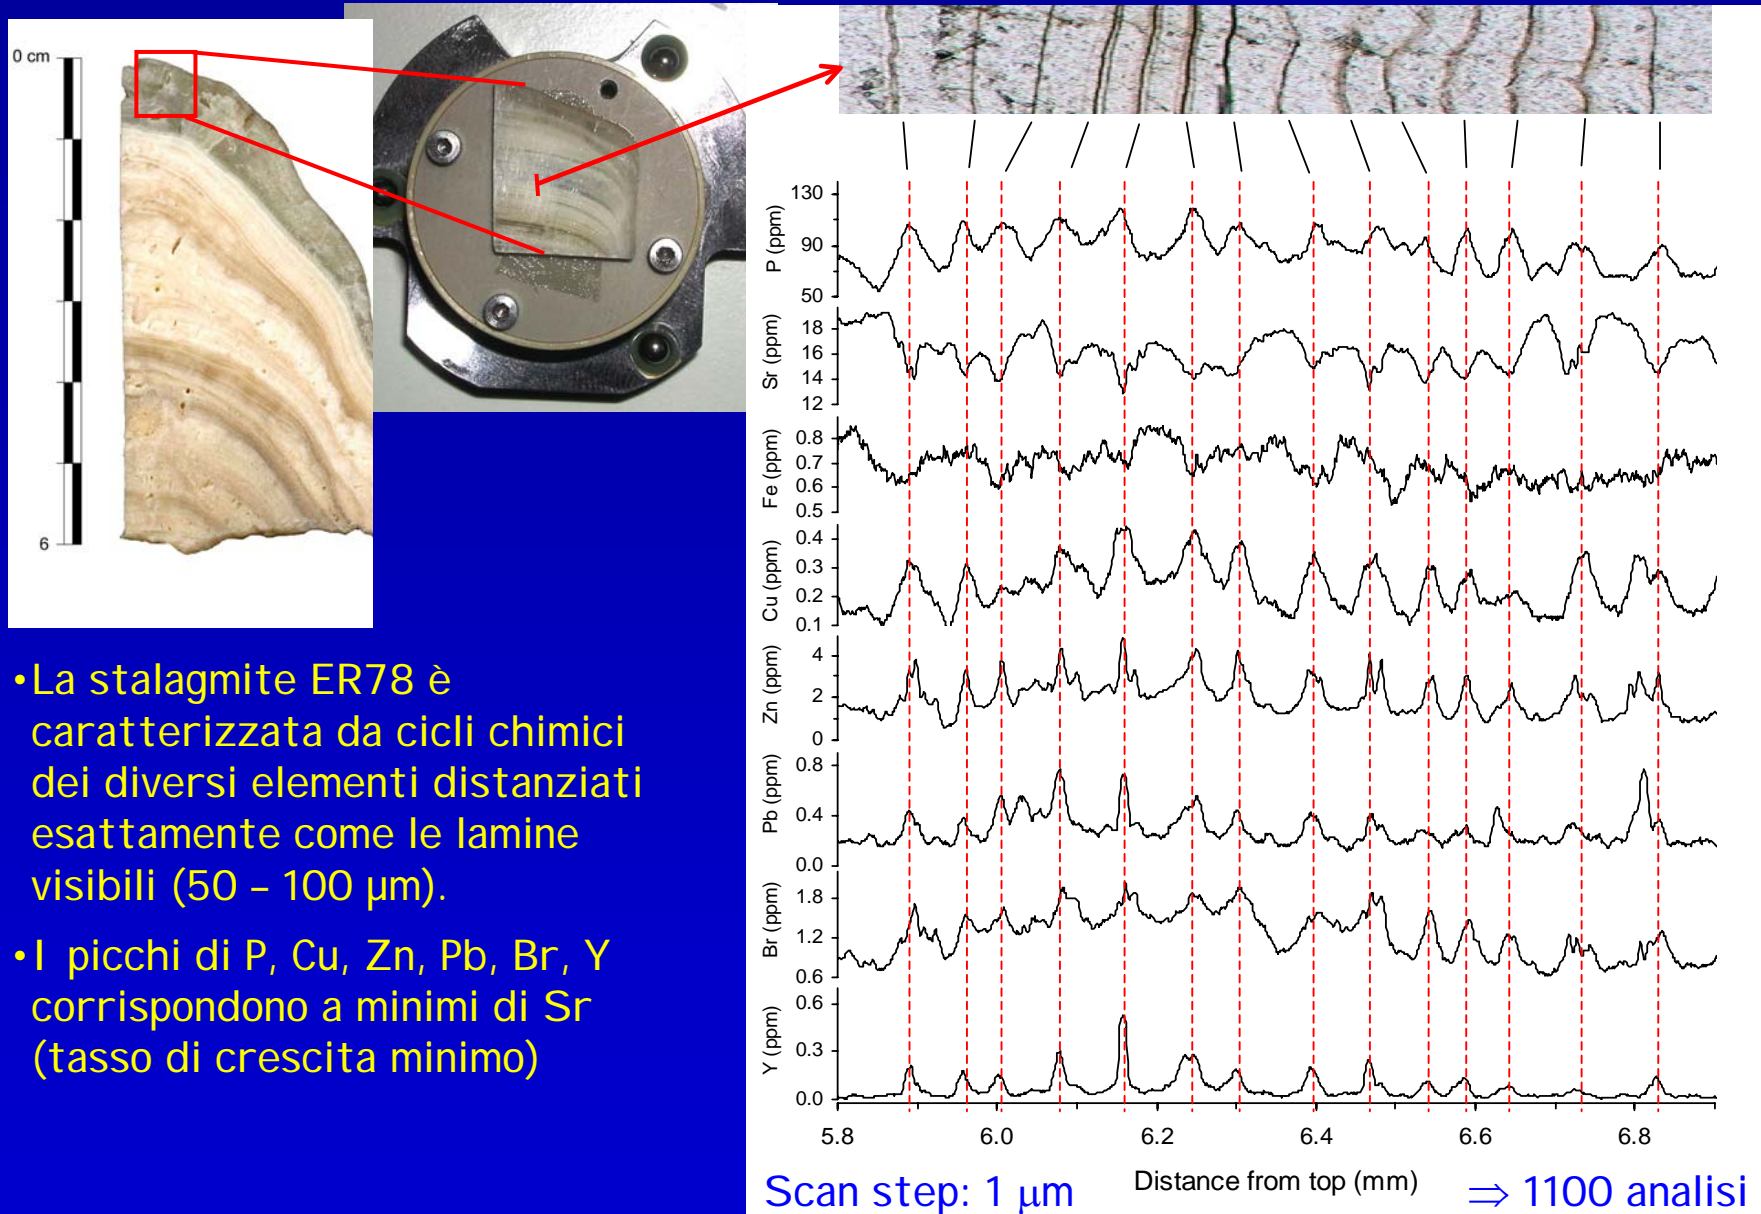 0 cm
6
•La stalagmite ER78 è
caratterizzata da cicli chimici
dei diversi elementi distanziati
esattamente come le lamine
visibili (50 – 100 µm).
•I picchi di P, Cu, Zn, Pb, Br, Y
corrispondono a minimi di Sr
(tasso di crescita minimo)
P (ppm)
130
90
50
Sr (ppm)
18
16
14
12
Fe (ppm)
0.8
0.7
0.6
0.5
Cu (ppm)
0.4
0.3
0.2
0.1
Zn (ppm)
4
2
0
Pb (ppm)
0.8
0.4
0.0
Br (ppm)
1.8
1.2
0.6
Y (ppm)
0.6
0.3
0.0
5.8 6.0 6.2 6.4 6.6 6.8
Scan step: 1 µm Distance from top (mm) ⇒ 1100 analisi